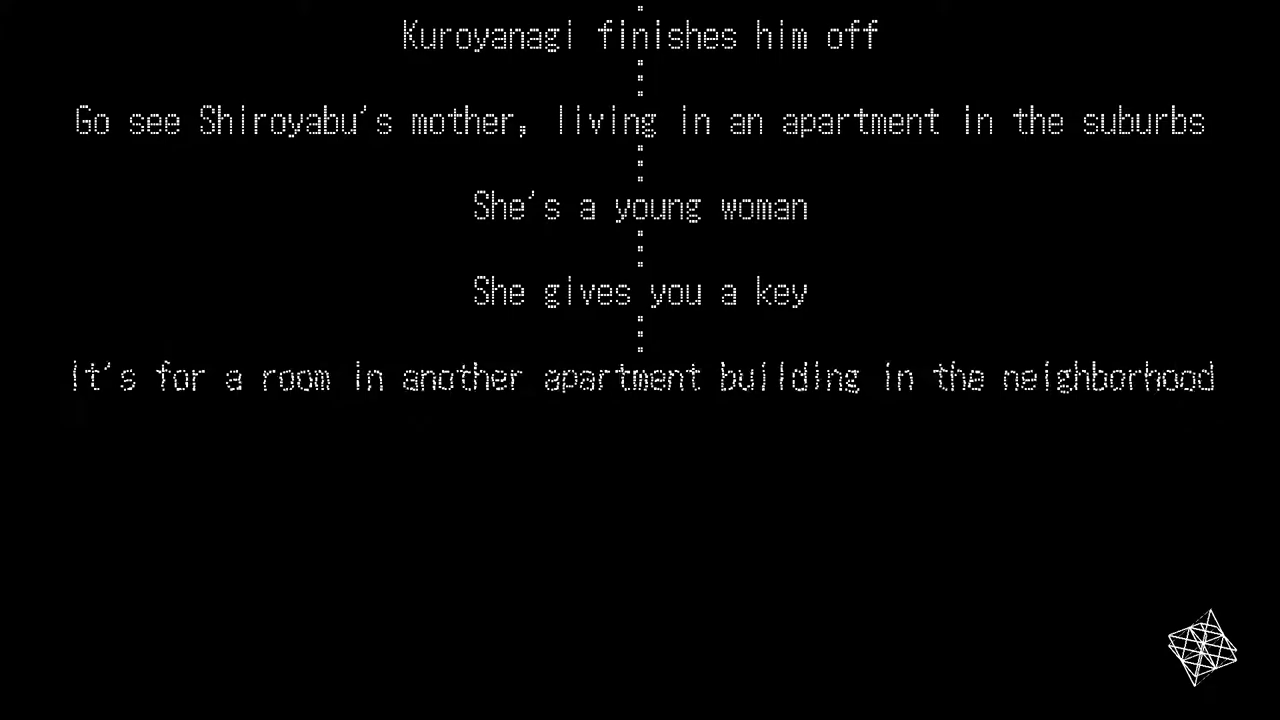 Kuroyanagi finishes him off
Go see Shiroyabu's mother, living in an apartment in the suburbs
She's a young woman
She gives you a key
It's for a room in another apartment building in the neighborhood